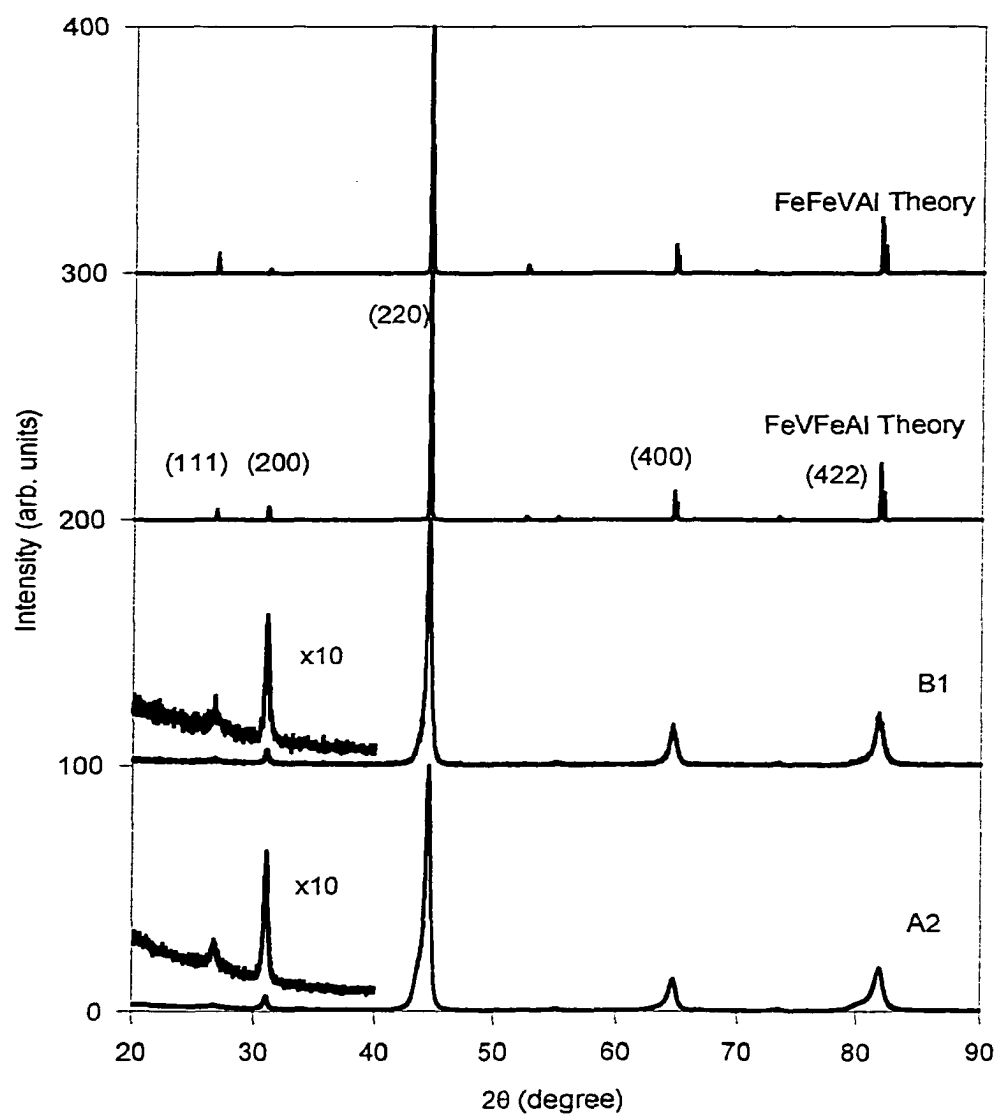 400
FeFeVAl Theory
300
(220)
FeVFeAl Theory
(111)
(200)
(400)
(422)
200
x10
B1
100
x10
A2
0
20
30
40
50
60
70
80
90
2θ (degree)
Intensity (arb. units)